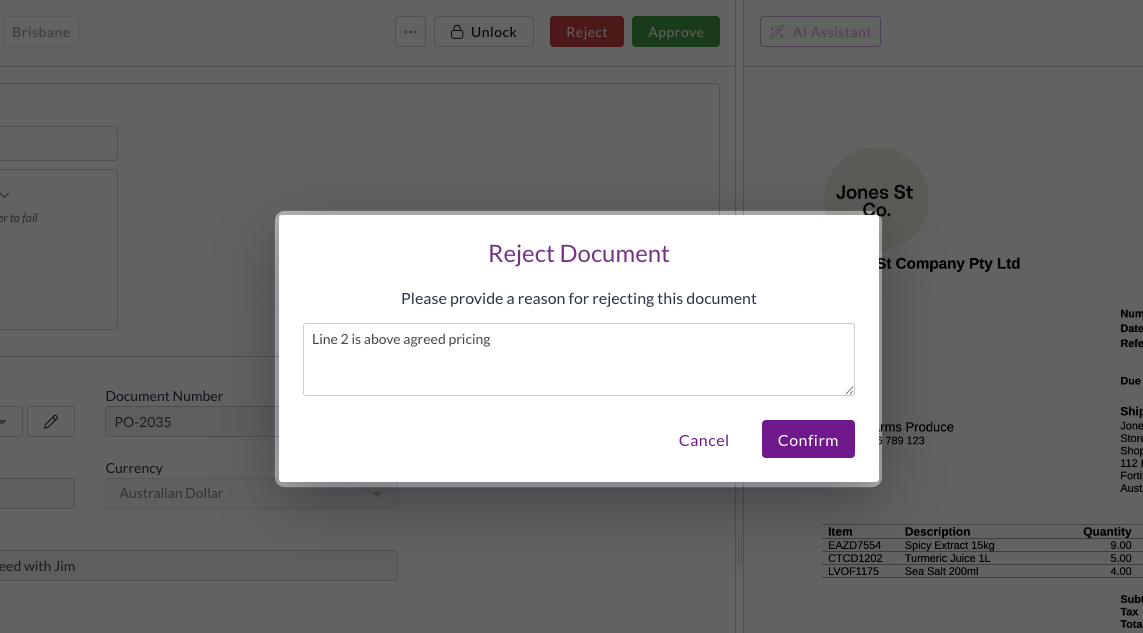 Brisbane
...
Unlock
Reject
Approve
AI Assistant
er to fail
Jones St
Co.
St Company Pty Ltd
Reject Document
Please provide a reason for rejecting this document
Line 2 is above agreed pricing
Cancel
Confirm
Document Number
PO-2035
Currency
Australian Dollar
eed with Jim
Num
Date
Refe
Due
Ship
Jone
Store
Shop
112
Forti
Aust
rms Produce
789 123
Item Description Quantity
EAZD7554 Spicy Extract 15kg 9.00
CTCD1202 Turmeric Juice 1L 5.00
LVOF1175 Sea Salt 200ml 4.00
Subt
Tax
Tota